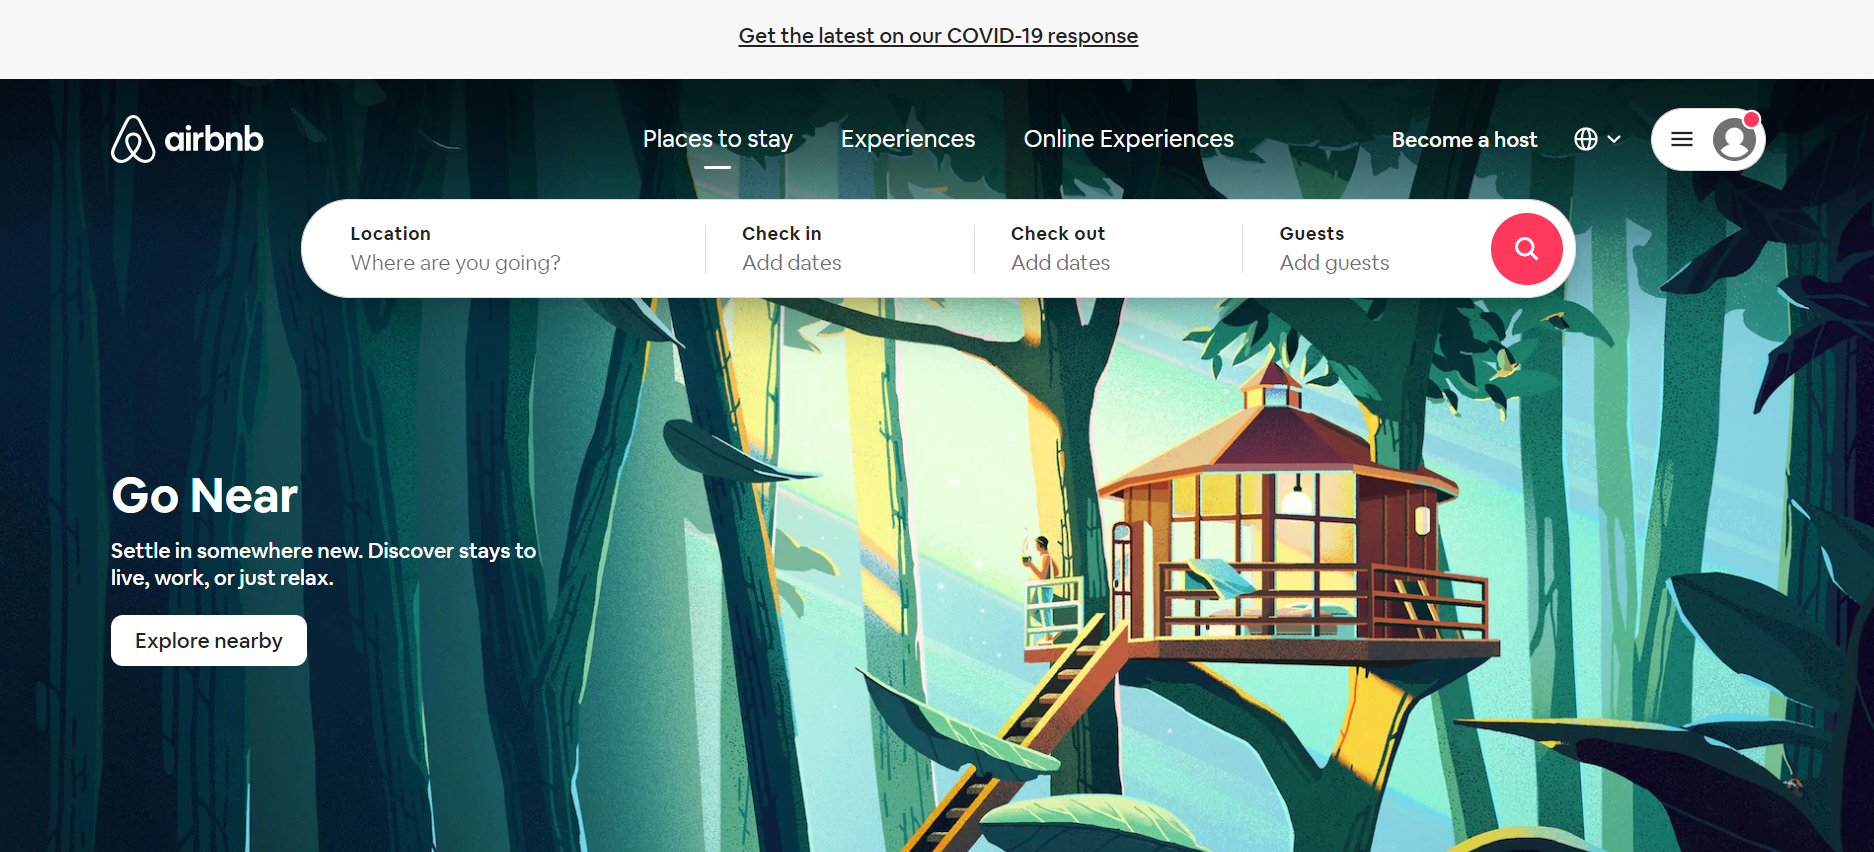 Get the latest on our COVID-19 response
airbnb
Places to stay
Experiences
Online Experiences
Become a host
Location
Where are you going?
Check in
Add dates
Check out
Add dates
Guests
Add guests
Go Near
Settle in somewhere new. Discover stays to
live, work, or just relax.
Explore nearby